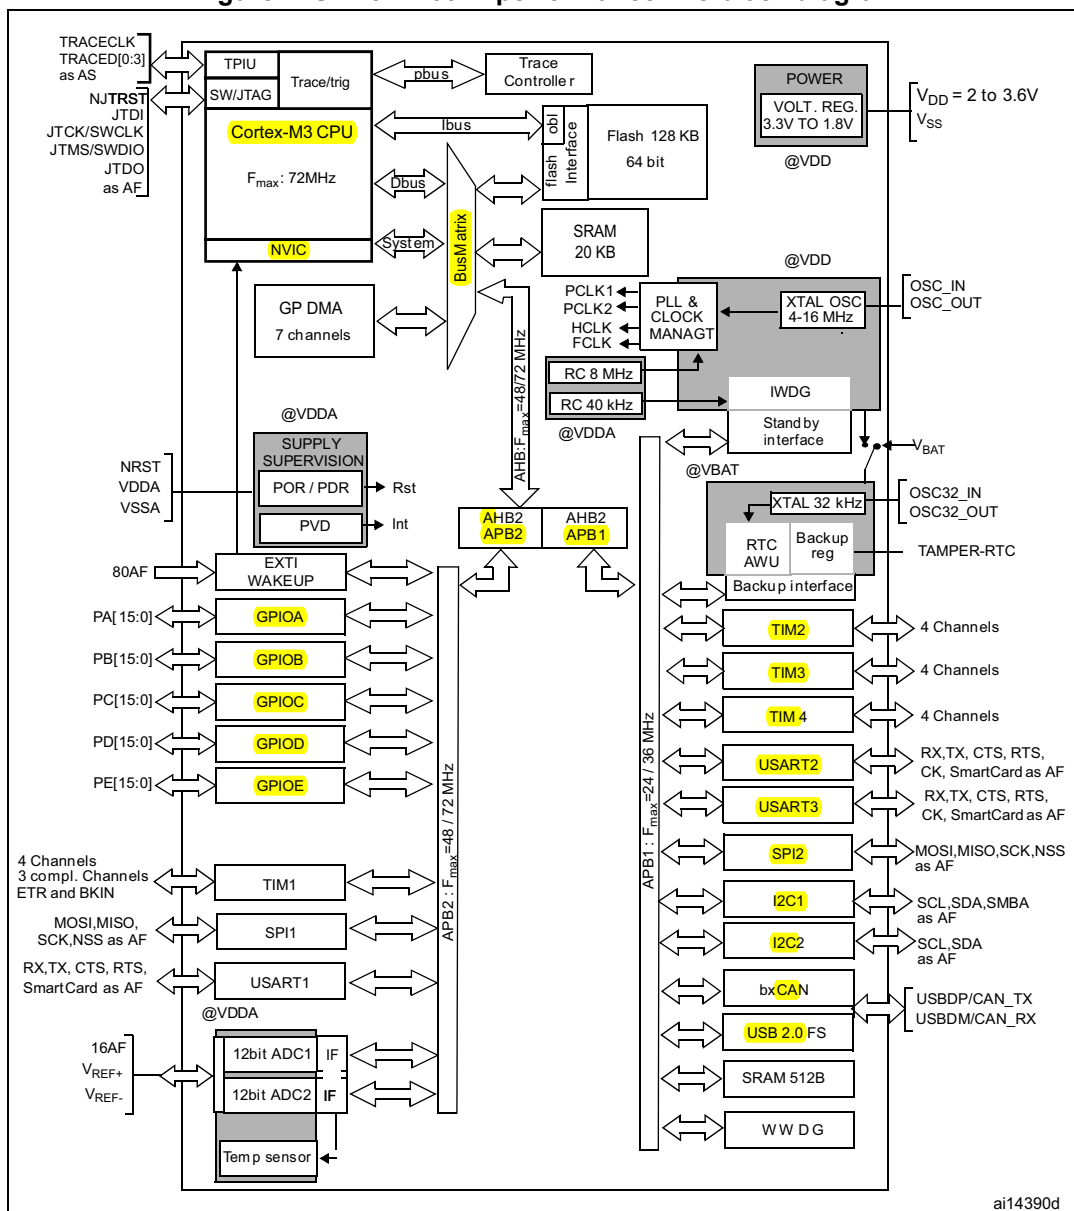 TRACECLK
TRACED[0:3]
as AS
NJTRST
JTDI
JTCK/SWCLK
JTMS/SWDIO
JTDO
as AF
TPIU
SW/JTAG
Trace/trig
Cortex-M3 CPU
Fmax: 72MHz
NVIC
pbus
Trace
Controller
Ibus
Dbus
System
BusMatrix
flash
obl
Interface
Flash 128 KB
64 bit
SRAM
20 KB
GP DMA
7 channels
POWER
VOLT. REG.
3.3V TO 1.8V
@VDD
VDD = 2 to 3.6V
VSS
@VDD
PCLK1
PCLK2
HCLK
FCLK
PLL &
CLOCK
MANAGT
XTAL OSC
4-16 MHz
OSC_IN
OSC_OUT
RC 8 MHz
RC 40 kHz
@VDDA
IWDG
Standby
interface
VBAT
@VBAT
XTAL 32 kHz
OSC32_IN
OSC32_OUT
RTC
AWU
Backup
reg
TAMPER-RTC
Backup interface
AHB:Fmax=48/72 MHz
@VDDA
SUPPLY
SUPERVISION
NRST
VDDA
VSSA
POR / PDR
Rst
PVD
Int
AHB2
APB2
AHB2
APB1
80AF
EXTI
WAKEUP
PA[15:0]
GPIOA
PB[15:0]
GPIOB
PC[15:0]
GPIOC
PD[15:0]
GPIOD
PE[15:0]
GPIOE
4 Channels
3 compl. Channels
ETR and BKIN
TIM1
MOSI,MISO,
SCK,NSS as AF
SPI1
RX,TX, CTS, RTS,
SmartCard as AF
USART1
@VDDA
16AF
VREF+
VREF-
12bit ADC1
IF
12bit ADC2
IF
Temp sensor
APB2 : Fmax=48 / 72 MHz
APB1 : Fmax=24 / 36 MHz
TIM2
4 Channels
TIM3
4 Channels
TIM 4
4 Channels
USART2
RX,TX, CTS, RTS,
CK, SmartCard as AF
USART3
RX,TX, CTS, RTS,
CK, SmartCard as AF
SPI2
MOSI,MISO,SCK,NSS
as AF
I2C1
SCL,SDA,SMBA
as AF
I2C2
SCL,SDA
as AF
bxCAN
USBDP/CAN_TX
USBDM/CAN_RX
USB 2.0 FS
SRAM 512B
WWDG
ai14390d